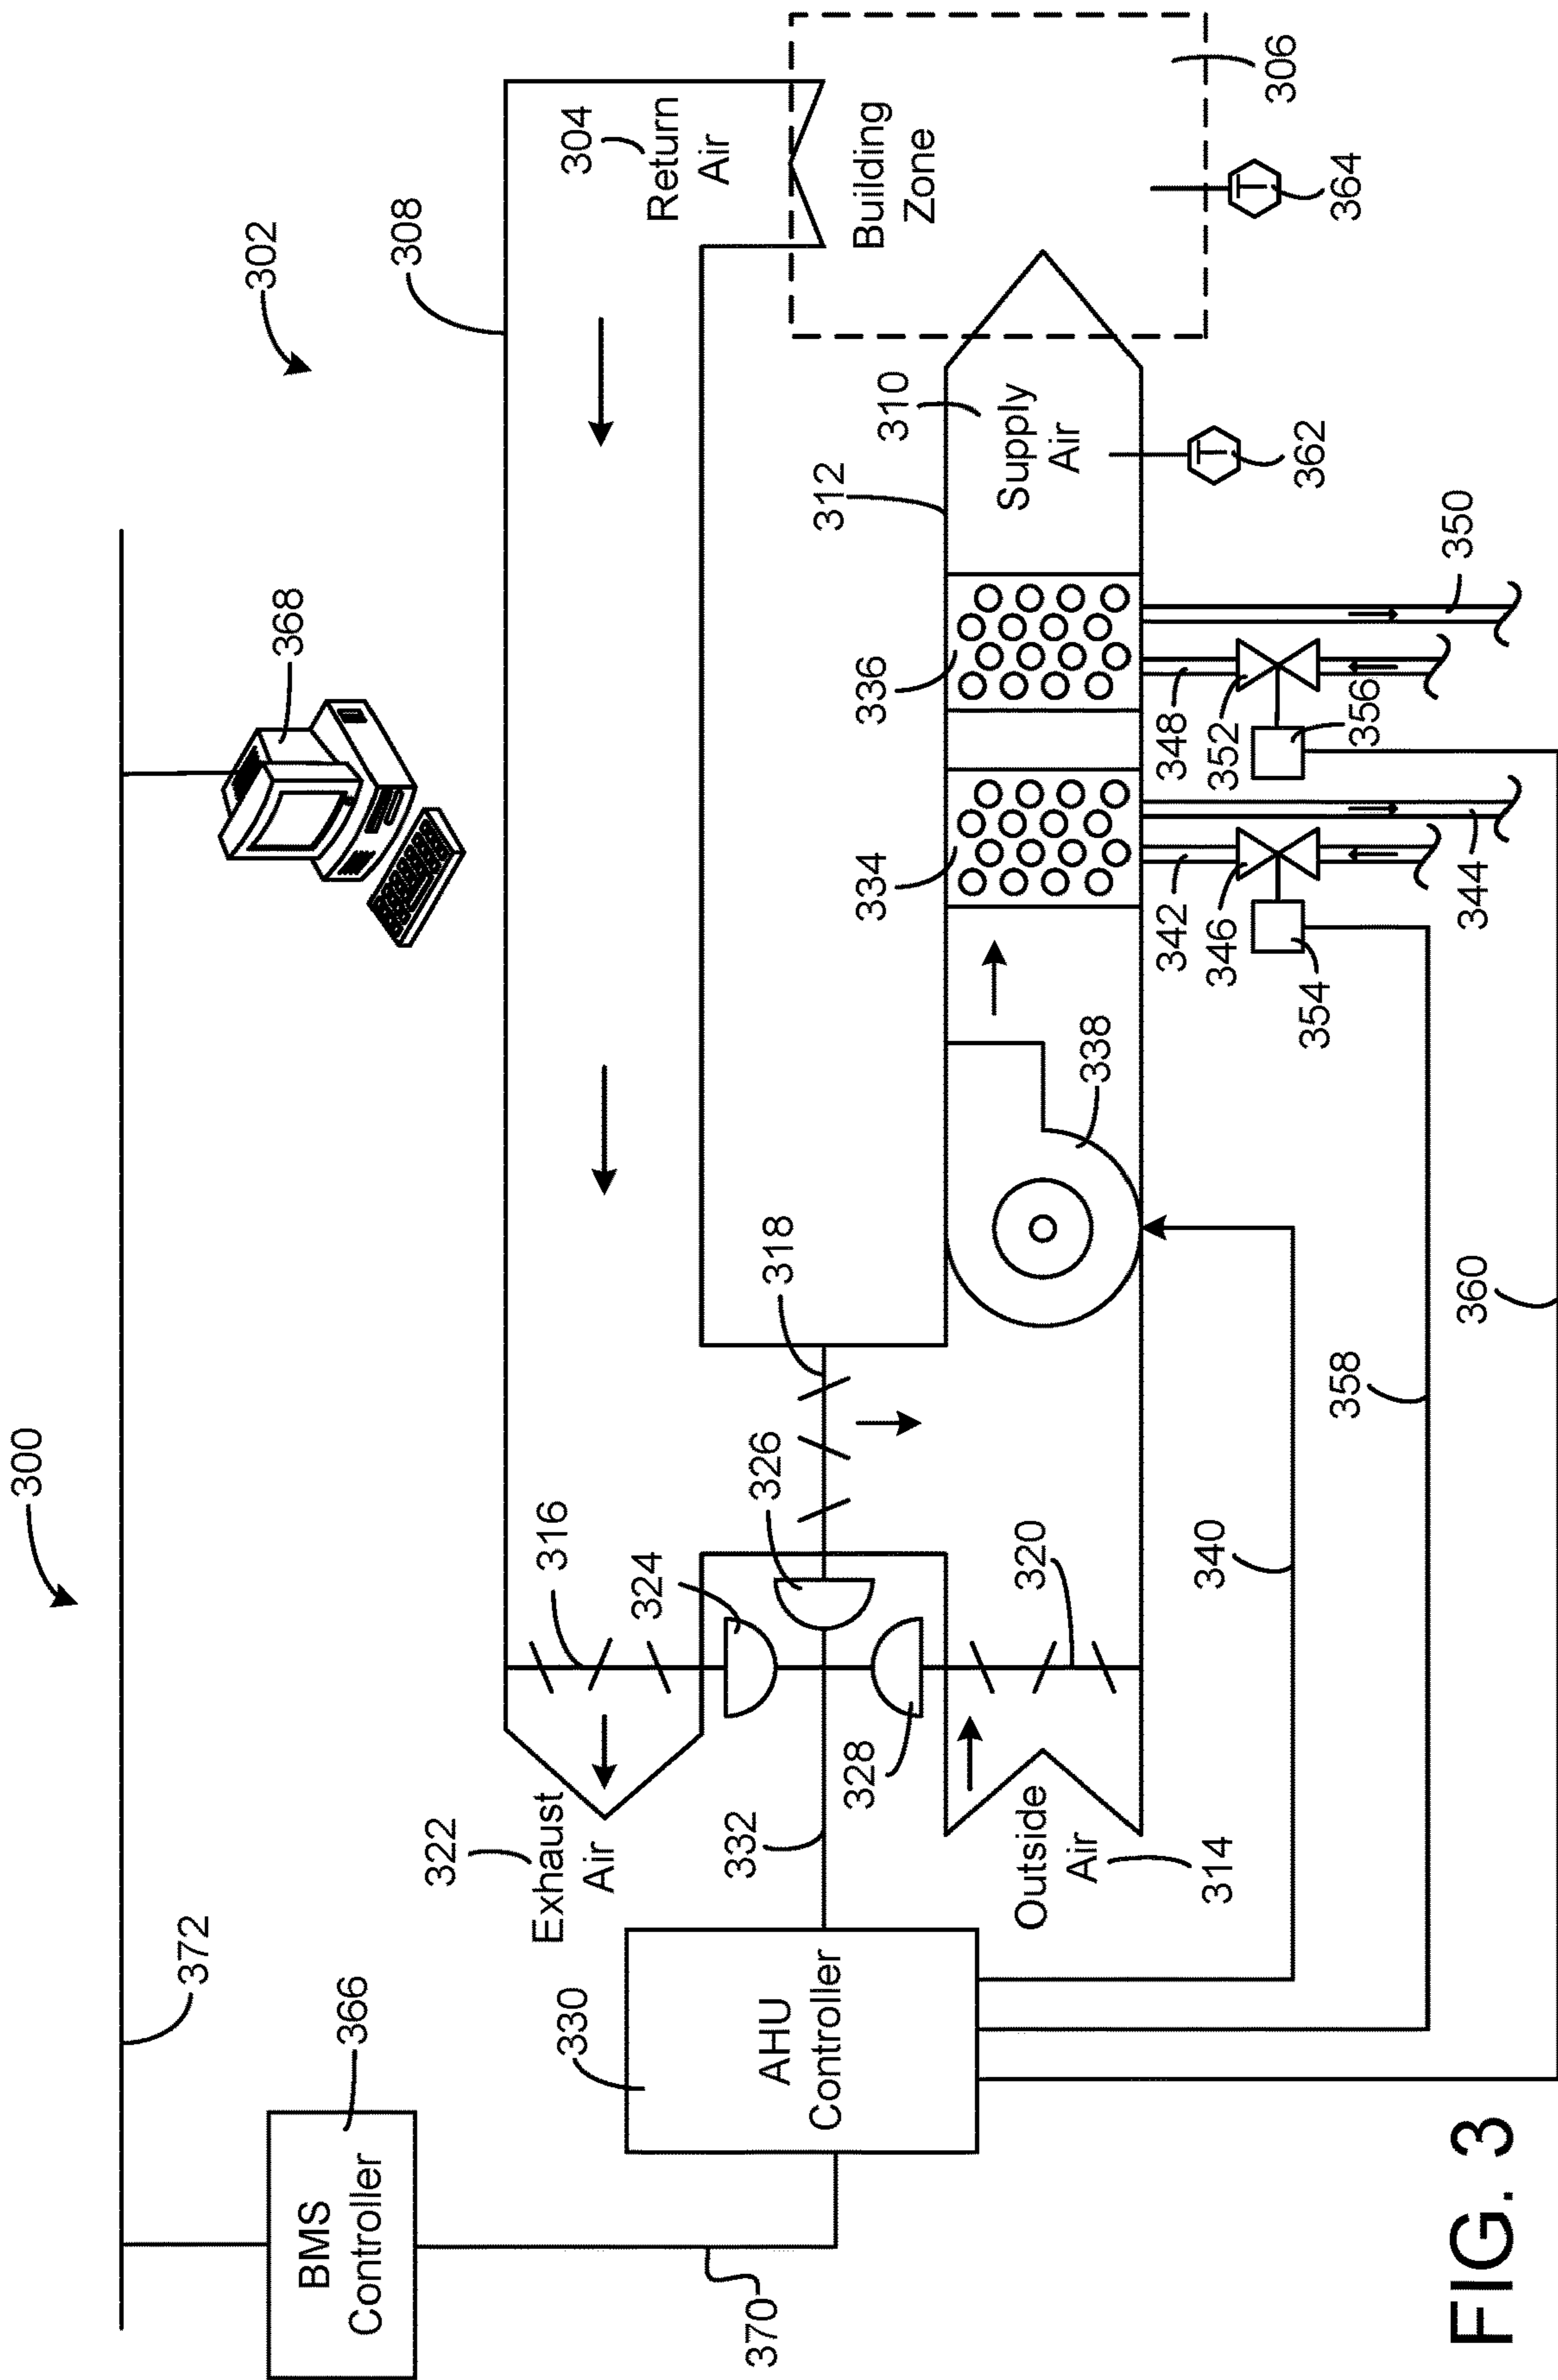 300
372
366
BMS
Controller
370
368
302
308
304
Return
Air
316
324
326
318
322
Exhaust
Air
330
AHU
Controller
332
328
Outside
Air
314
320
338
334
336
312
310
Supply
Air
Building
Zone
306
364
362
342
346
354
344
348
352
356
350
340
358
360
T
T
FIG. 3